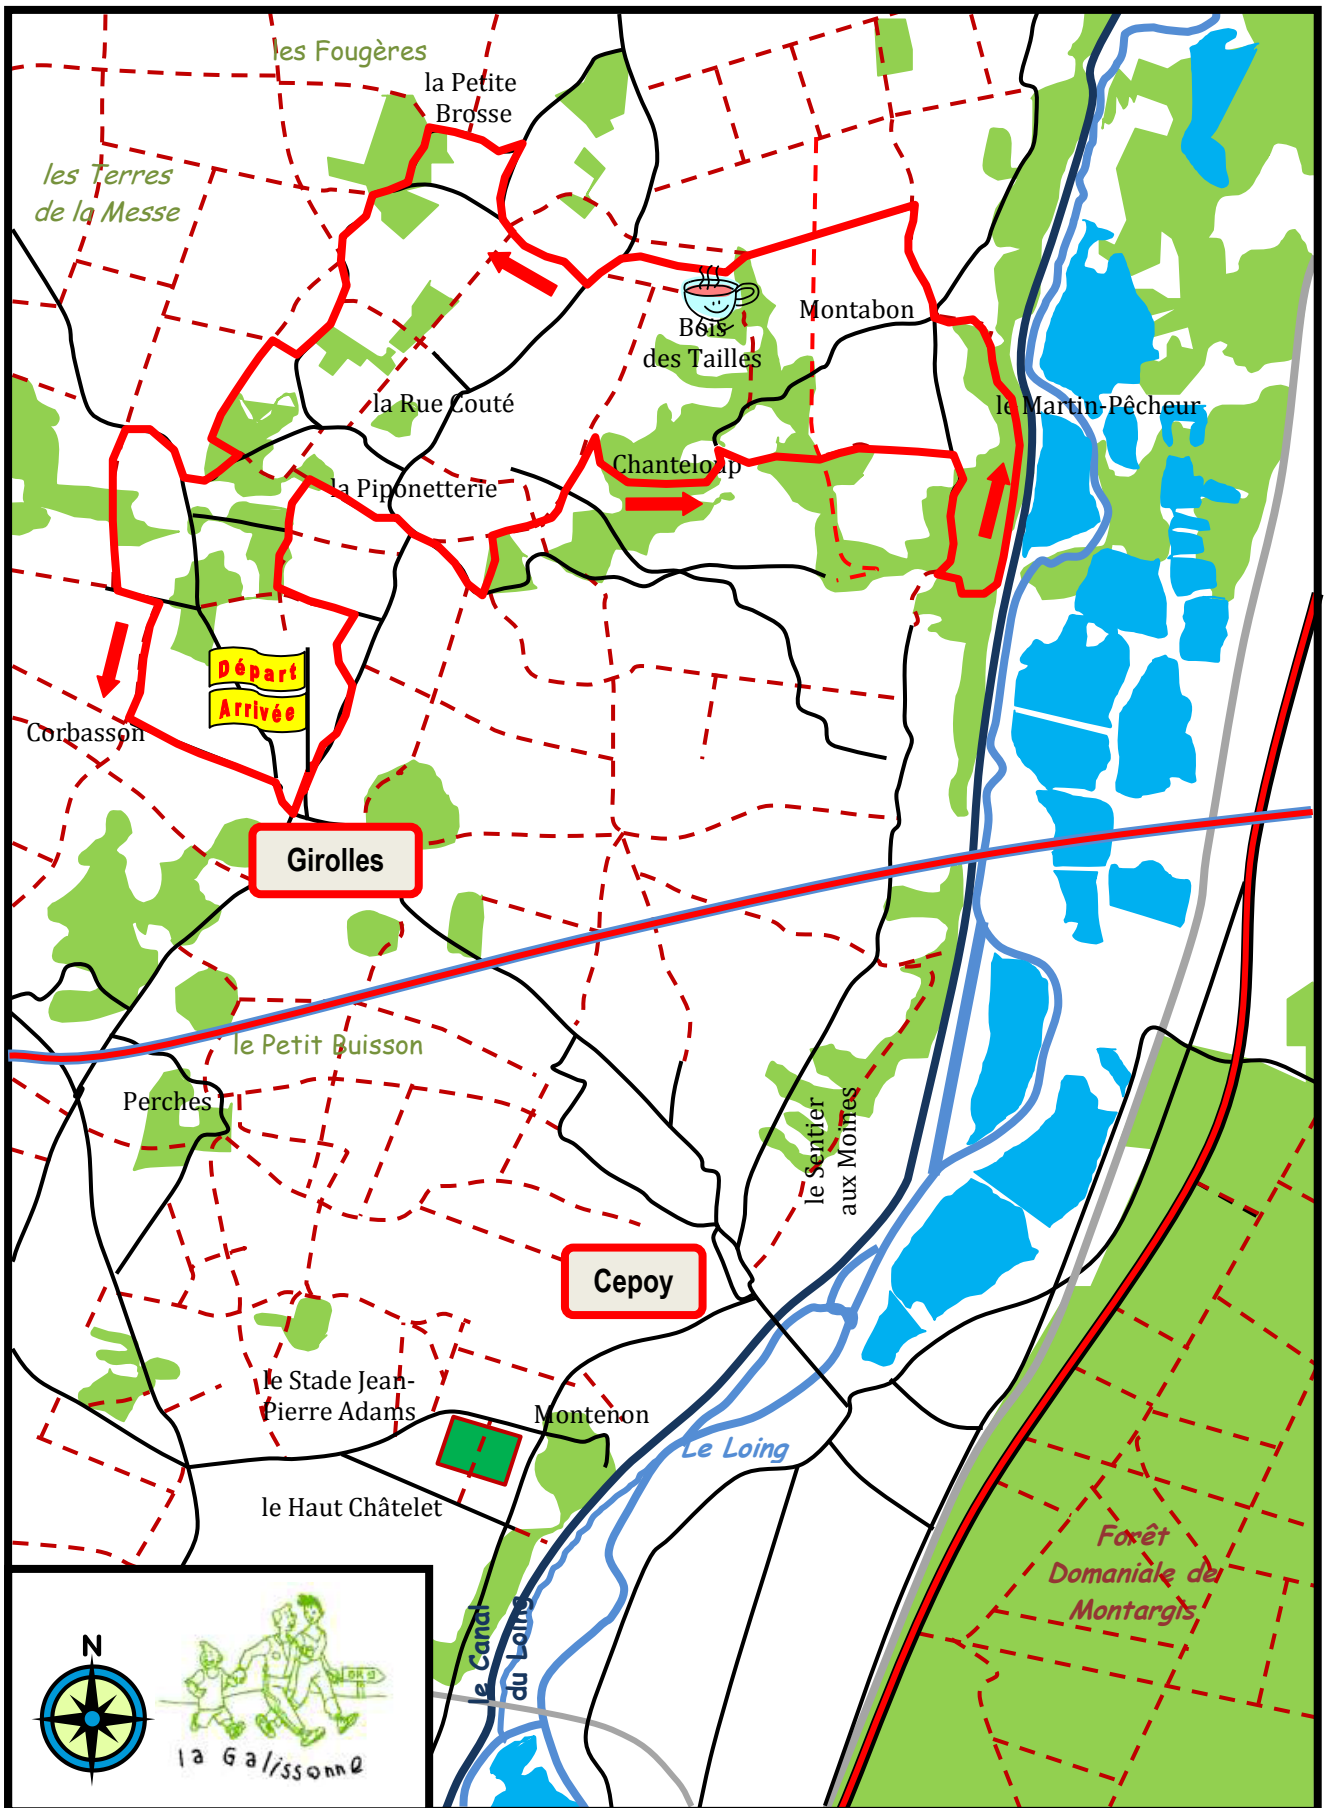 les Fougères
la Petite
Brosse
les Terres
de la Messe
Montabon
Bois
des Tailles
la Rue Couté
le Martin-Pêcheur
Chanteloup
la Piponetterie
Départ
Arrivée
Corbasson
Girolles
le Petit Buisson
Perches
le Sentier
aux Moines
Cepoy
le Stade Jean-
Pierre Adams
Montenon
Le Loing
le Haut Châtelet
Forêt
Domaniale de
Montargis
le Canal
du Loing
N
la Galissonne